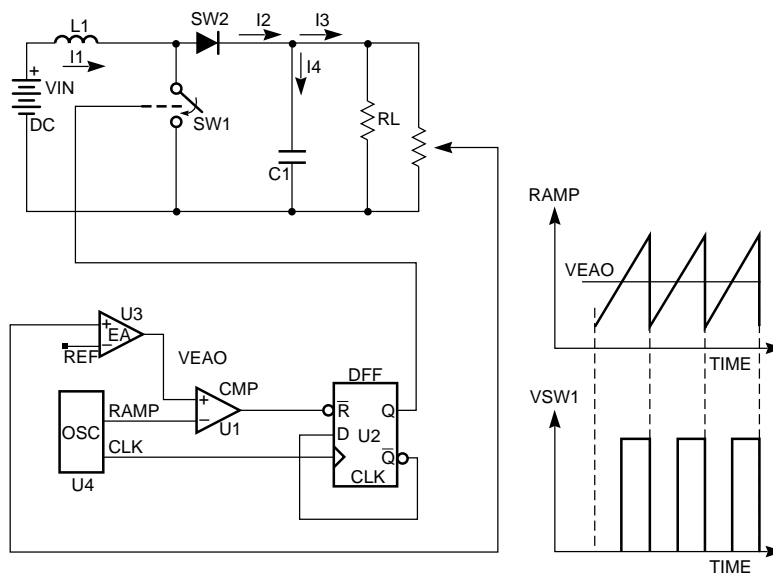 L1
SW2
I2
I3
I1
I4
+
VIN
DC
SW1
C1
RL
RAMP
VEAO
TIME
U3
+
EA
−
REF
VEAO
CMP
+
−
U1
DFF
R
Q
D
U2
Q
CLK
OSC
RAMP
CLK
U4
VSW1
TIME